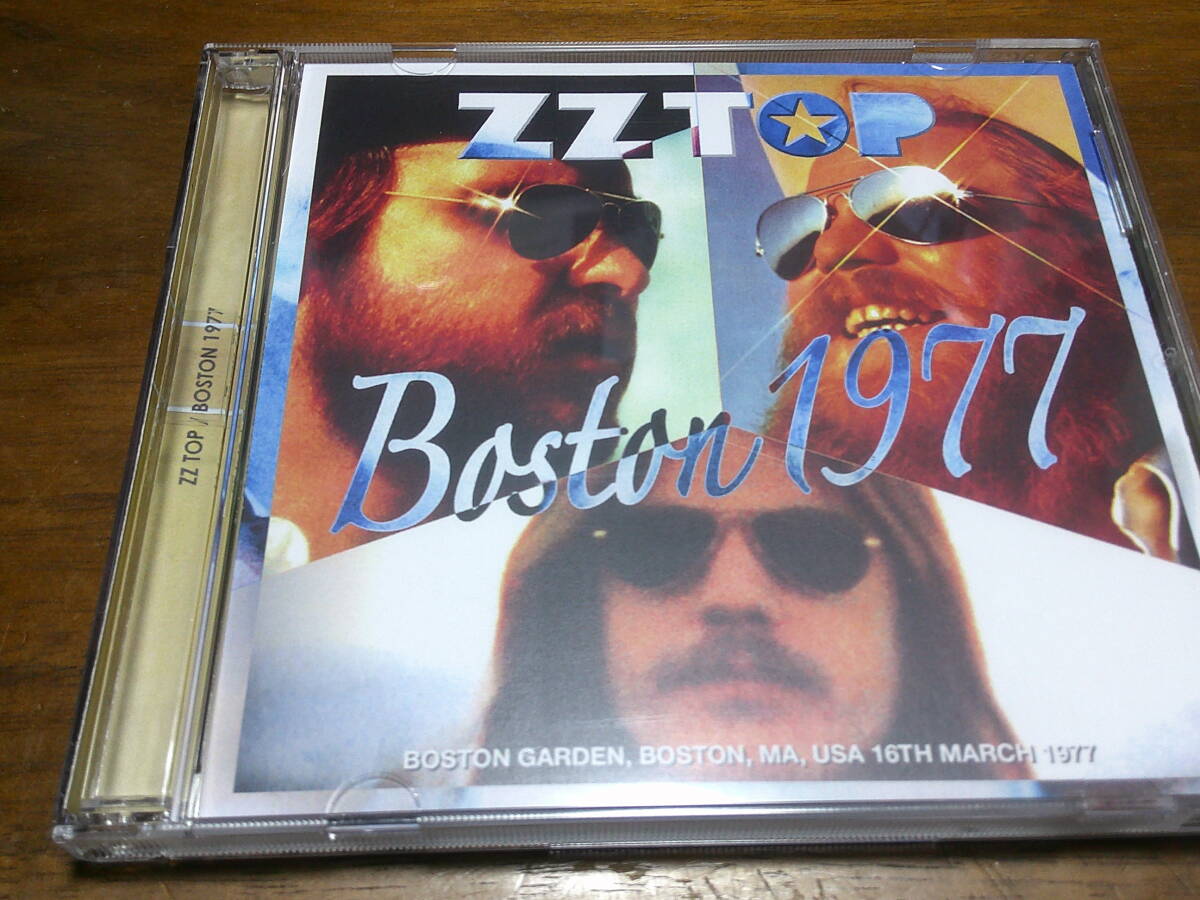 ZZ TOP
Boston 1977
BOSTON GARDEN, BOSTON, MA, USA 16TH MARCH 1977
ZZ TOP / BOSTON 1977